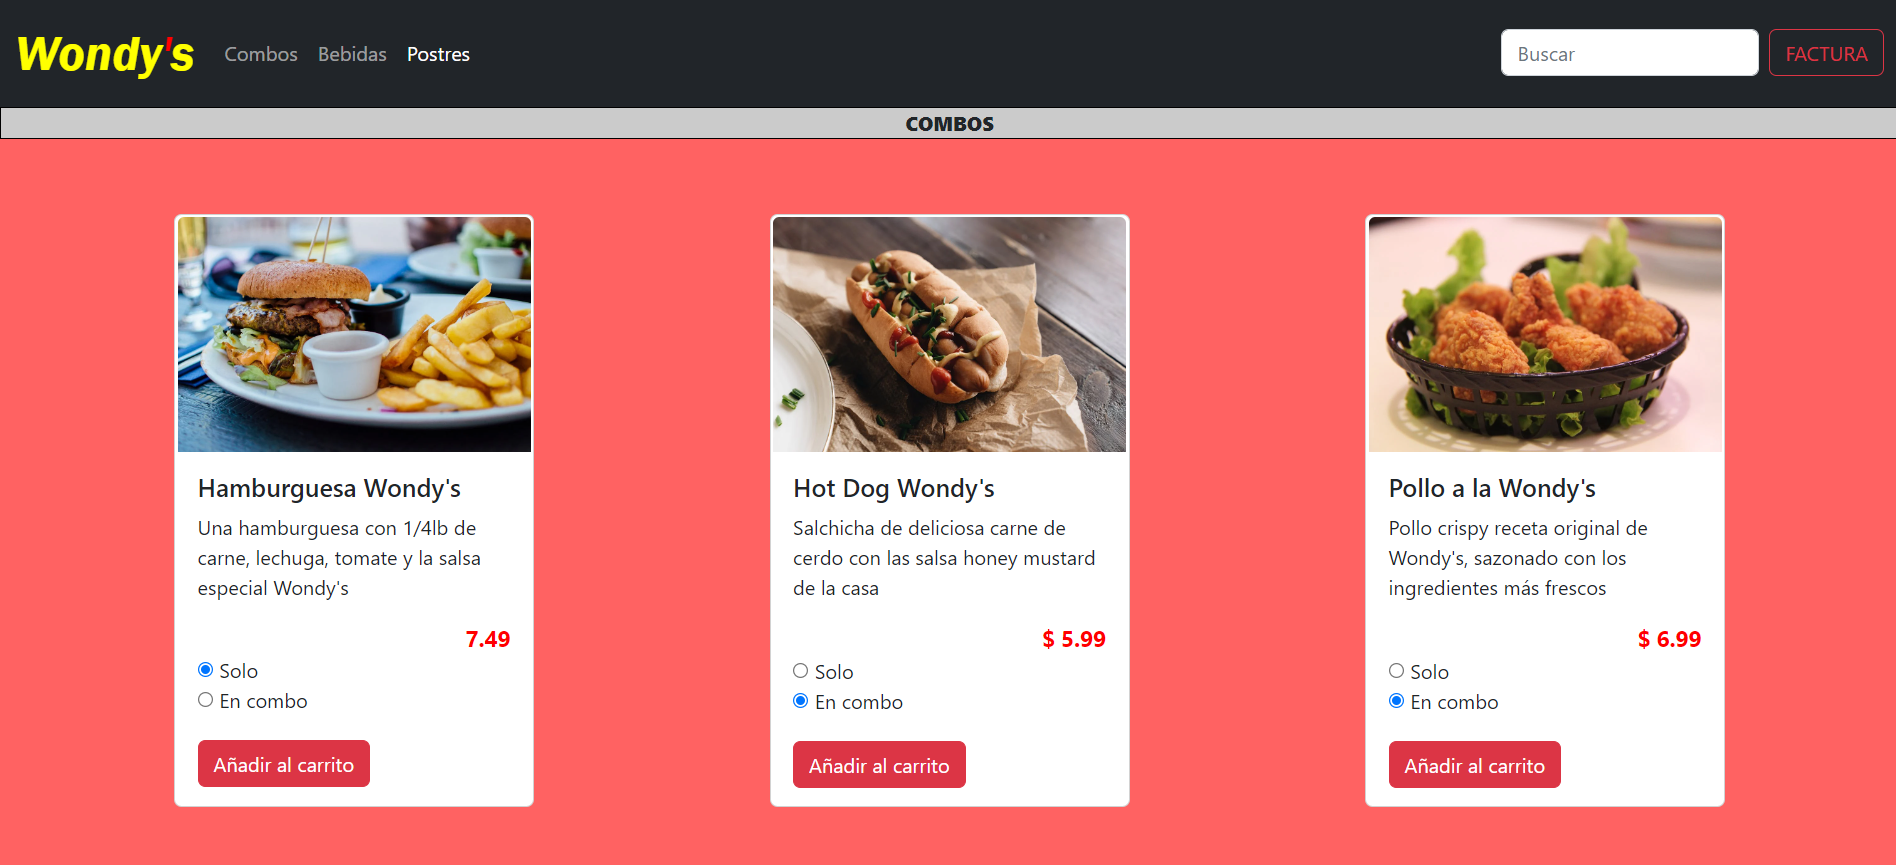 Wondy's Combos Bebidas Postres Buscar FACTURA
COMBOS
Hamburguesa Wondy's
Una hamburguesa con 1/4lb de
carne, lechuga, tomate y la salsa
especial Wondy's
7.49
Solo
En combo
Añadir al carrito
Hot Dog Wondy's
Salchicha de deliciosa carne de
cerdo con las salsa honey mustard
de la casa
$ 5.99
Solo
En combo
Añadir al carrito
Pollo a la Wondy's
Pollo crispy receta original de
Wondy's, sazonado con los
ingredientes más frescos
$ 6.99
Solo
En combo
Añadir al carrito